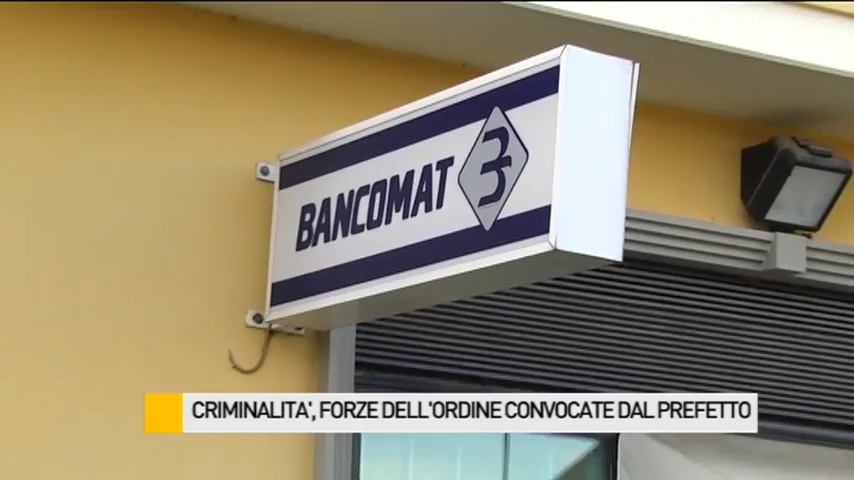 BANCOMAT
CRIMINALITA', FORZE DELL'ORDINE CONVOCATE DAL PREFETTO